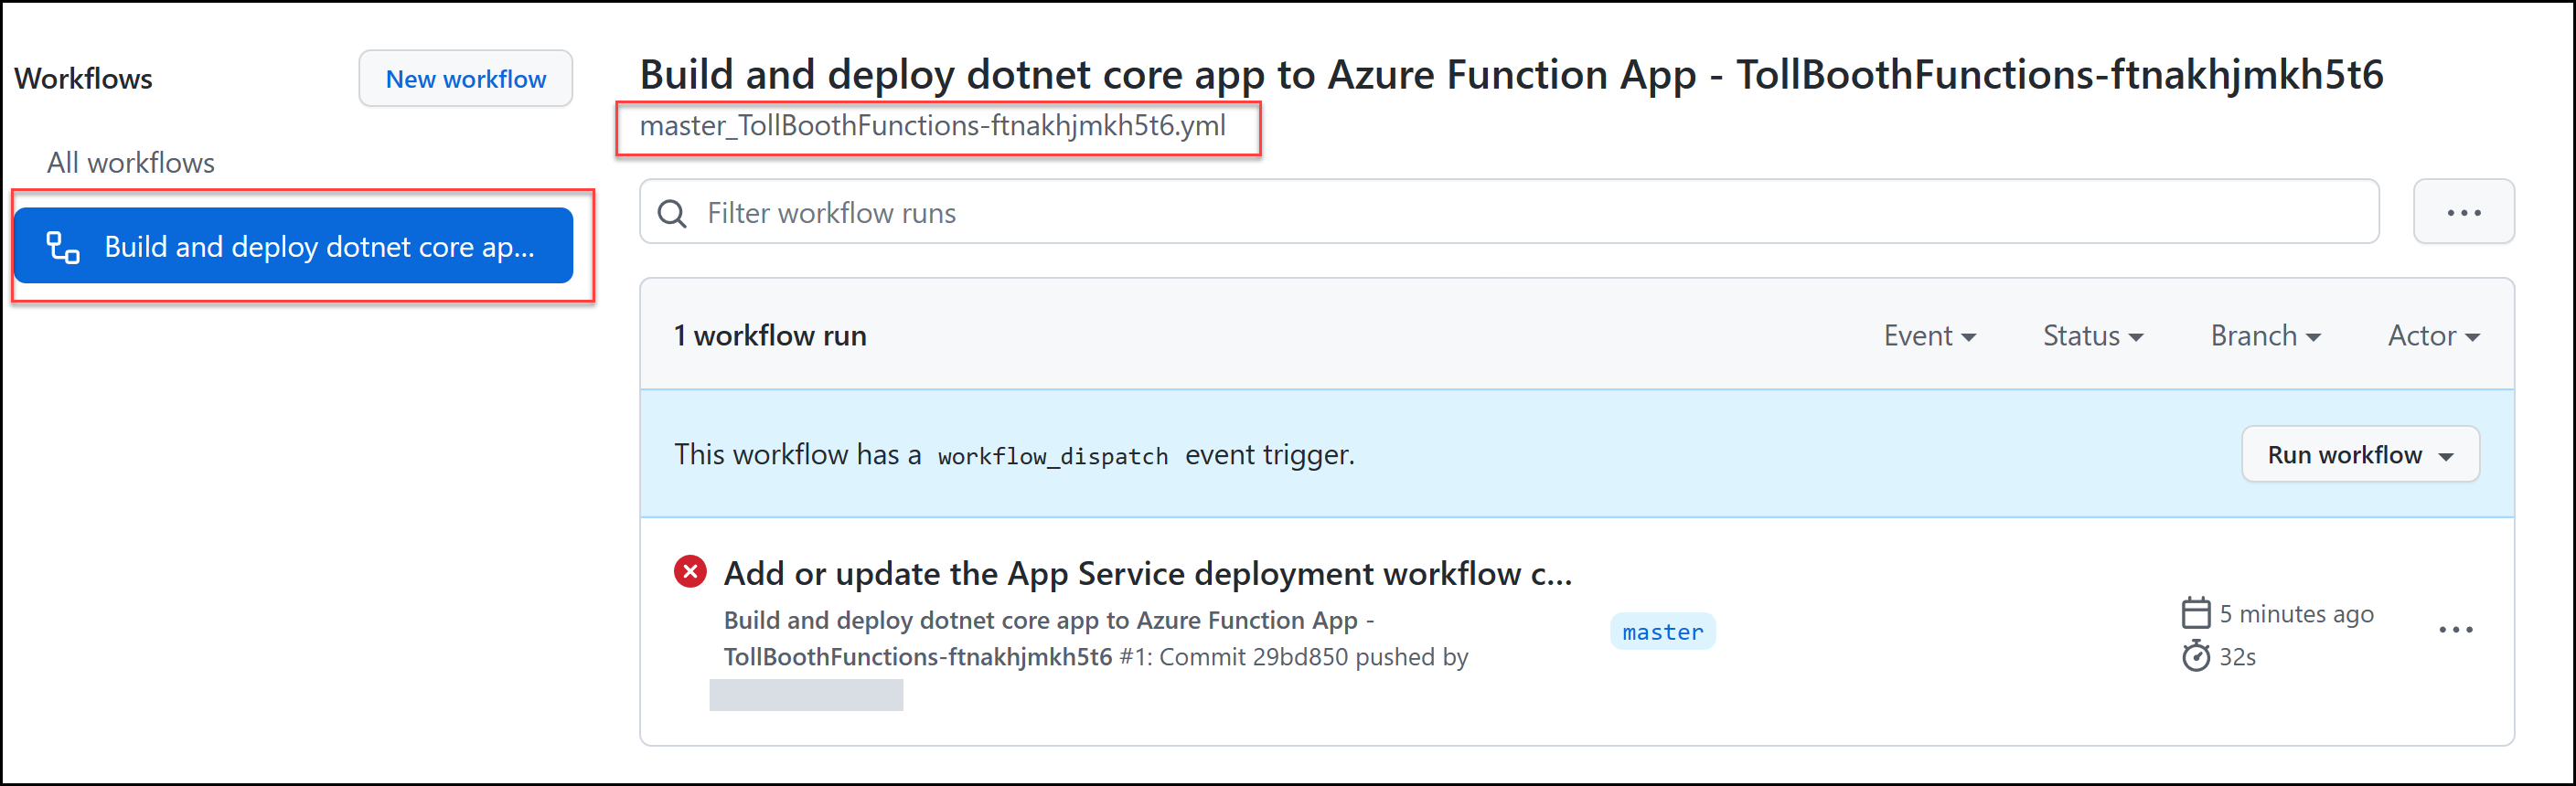 Workflows
New workflow
All workflows
Build and deploy dotnet core ap...
Build and deploy dotnet core app to Azure Function App - TollBoothFunctions-ftnakhjmkh5t6
master_TollBoothFunctions-ftnakhjmkh5t6.yml
Filter workflow runs
1 workflow run
Event
Status
Branch
Actor
This workflow has a workflow_dispatch event trigger.
Run workflow
Add or update the App Service deployment workflow c...
Build and deploy dotnet core app to Azure Function App -
TollBoothFunctions-ftnakhjmkh5t6 #1: Commit 29bd850 pushed by
master
5 minutes ago
32s